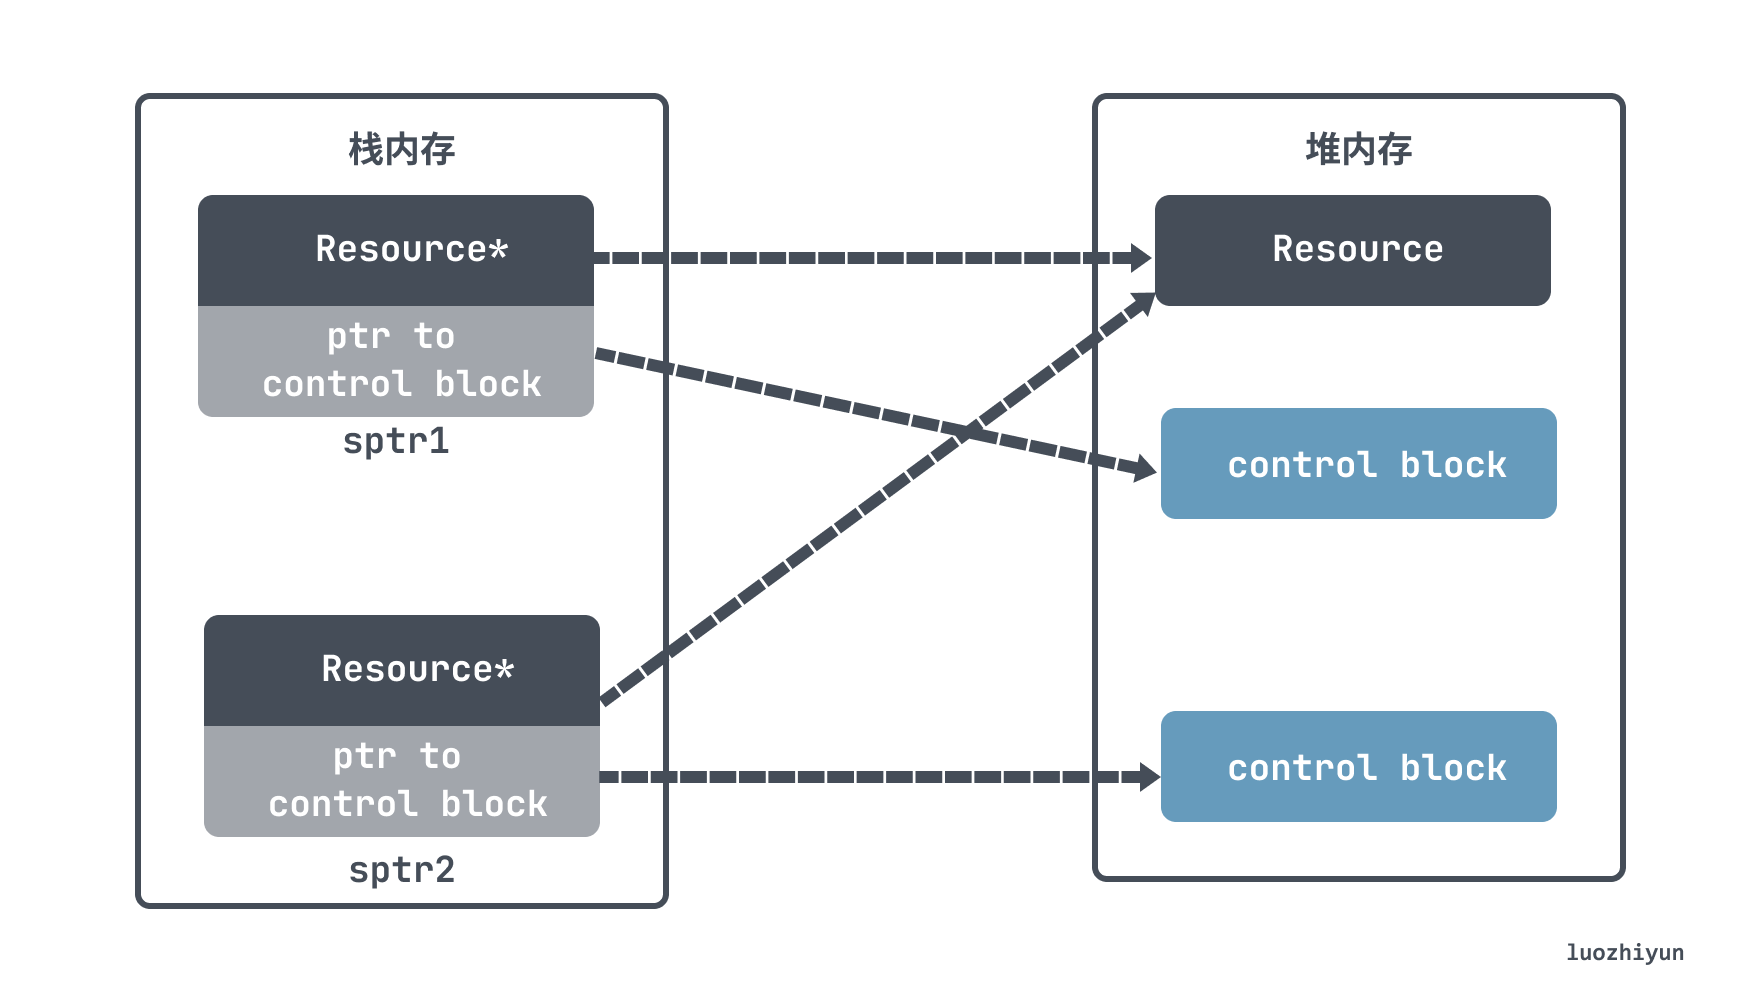 栈内存
Resource*
ptr to
control block
sptr1
Resource*
ptr to
control block
sptr2
堆内存
Resource
control block
control block
luozhiyun